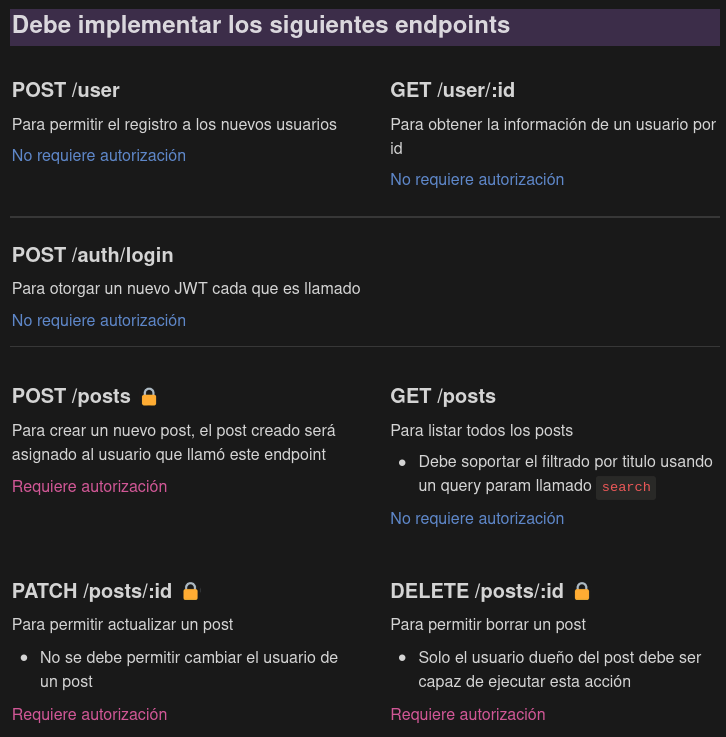 Debe implementar los siguientes endpoints
POST /user
Para permitir el registro a los nuevos usuarios
No requiere autorización
GET /user/:id
Para obtener la información de un usuario por
id
No requiere autorización
POST /auth/login
Para otorgar un nuevo JWT cada que es llamado
No requiere autorización
POST /posts 🔒
Para crear un nuevo post, el post creado será
asignado al usuario que llamó este endpoint
Requiere autorización
GET /posts
Para listar todos los posts
• Debe soportar el filtrado por titulo usando
un query param llamado search
No requiere autorización
PATCH /posts/:id 🔒
Para permitir actualizar un post
• No se debe permitir cambiar el usuario de
un post
Requiere autorización
DELETE /posts/:id 🔒
Para permitir borrar un post
• Solo el usuario dueño del post debe ser
capaz de ejecutar esta acción
Requiere autorización